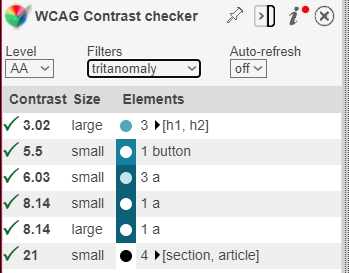 WCAG Contrast checker
Level Filters Auto-refresh
AA tritanomaly off
Contrast Size Elements
3.02 large 3 [h1, h2]
5.5 small 1 button
6.03 small 3 a
8.14 small 1 a
8.14 large 1 a
21 small 4 [section, article]